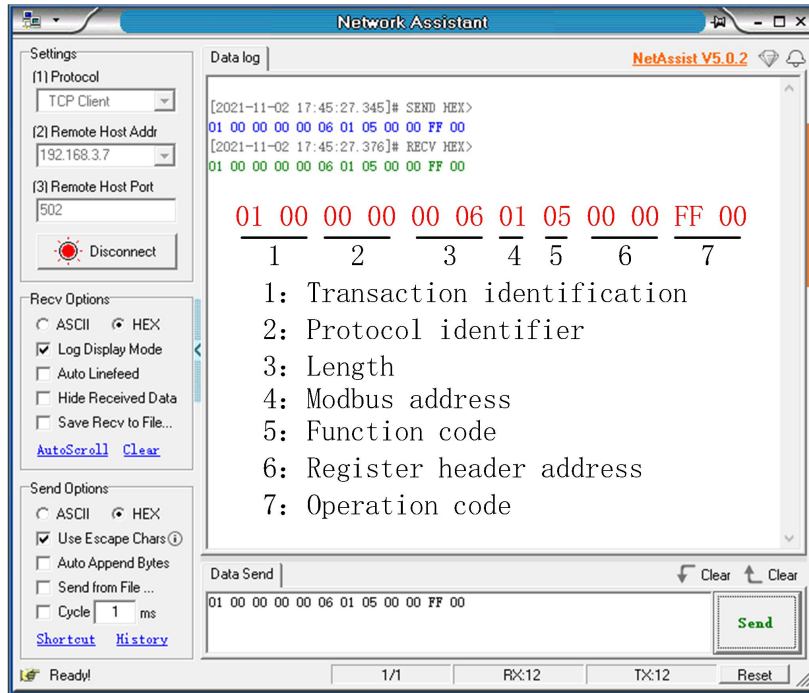 Network Assistant
Settings
(1) Protocol
TCP Client
(2) Remote Host Addr
192.168.3.7
(3) Remote Host Port
502
Disconnect
Recv Options
ASCII HEX
Log Display Mode
Auto Linefeed
Hide Received Data
Save Recv to File...
AutoScroll Clear
Send Options
ASCII HEX
Use Escape Chars
Auto Append Bytes
Send from File ...
Cycle 1 ms
Shortcut History
Data log NetAssist V5.0.2
[2021-11-02 17:45:27.345]# SEND HEX>
01 00 00 00 00 06 01 05 00 00 FF 00
[2021-11-02 17:45:27.376]# RECV HEX>
01 00 00 00 00 06 01 05 00 00 FF 00
01 00 00 00 00 06 01 05 00 00 FF 00
1 2 3 4 5 6 7
1: Transaction identification
2: Protocol identifier
3: Length
4: Modbus address
5: Function code
6: Register header address
7: Operation code
Data Send Clear Clear
01 00 00 00 00 06 01 05 00 00 FF 00
Send
Ready! 1/1 RX:12 TX:12 Reset